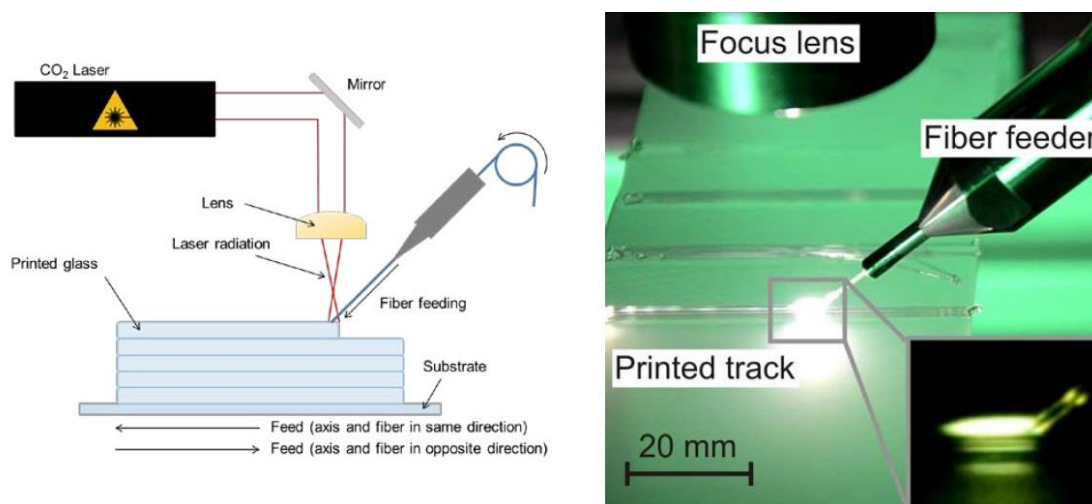 CO₂ Laser
Mirror
Lens
Laser radiation
Printed glass
Fiber feeding
Substrate
Feed (axis and fiber in same direction)
Feed (axis and fiber in opposite direction)
Focus lens
Fiber feeder
Printed track
20 mm